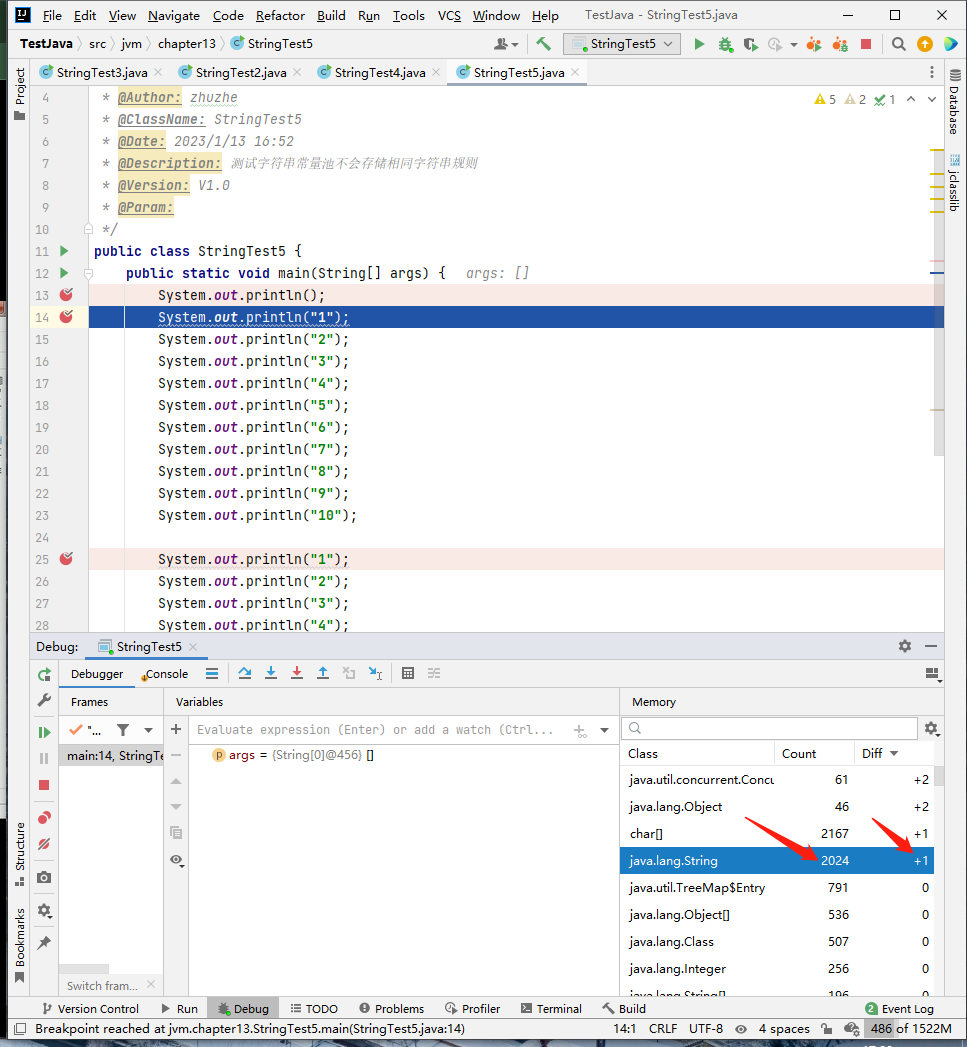 File Edit View Navigate Code Refactor Build Run Tools VCS Window Help TestJava - StringTest5.java
TestJava src jvm chapter13 StringTest5 StringTest5
StringTest3.java StringTest2.java StringTest4.java StringTest5.java
Project
Database
jclasslib
5 2 1
4 * @Author: zhuzhe
5 * @ClassName: StringTest5
6 * @Date: 2023/1/13 16:52
7 * @Description: 测试字符串常量池不会存储相同字符串规则
8 * @Version: V1.0
9 * @Param:
10 */
11 public class StringTest5 {
12 public static void main(String[] args) { args: []
13 System.out.println();
14 System.out.println("1");
15 System.out.println("2");
16 System.out.println("3");
17 System.out.println("4");
18 System.out.println("5");
19 System.out.println("6");
20 System.out.println("7");
21 System.out.println("8");
22 System.out.println("9");
23 System.out.println("10");
24
25 System.out.println("1");
26 System.out.println("2");
27 System.out.println("3");
28 System.out.println("4");
Debug: StringTest5
Debugger Console
Frames Variables Memory
"... Evaluate expression (Enter) or add a watch (Ctrl...
main:14, StringTe args = {String[0]@456} []
Class Count Diff
java.util.concurrent.Concu 61 +2
java.lang.Object 46 +2
char[] 2167 +1
java.lang.String 2024 +1
java.util.TreeMap$Entry 791 0
java.lang.Object[] 536 0
java.lang.Class 507 0
java.lang.Integer 256 0
java.lang.String[] 196 0
Structure
Bookmarks
Switch fram...
Version Control Run Debug TODO Problems Profiler Terminal Build 2 Event Log
Breakpoint reached at jvm.chapter13.StringTest5.main(StringTest5.java:14) 14:1 CRLF UTF-8 4 spaces 486 of 1522M